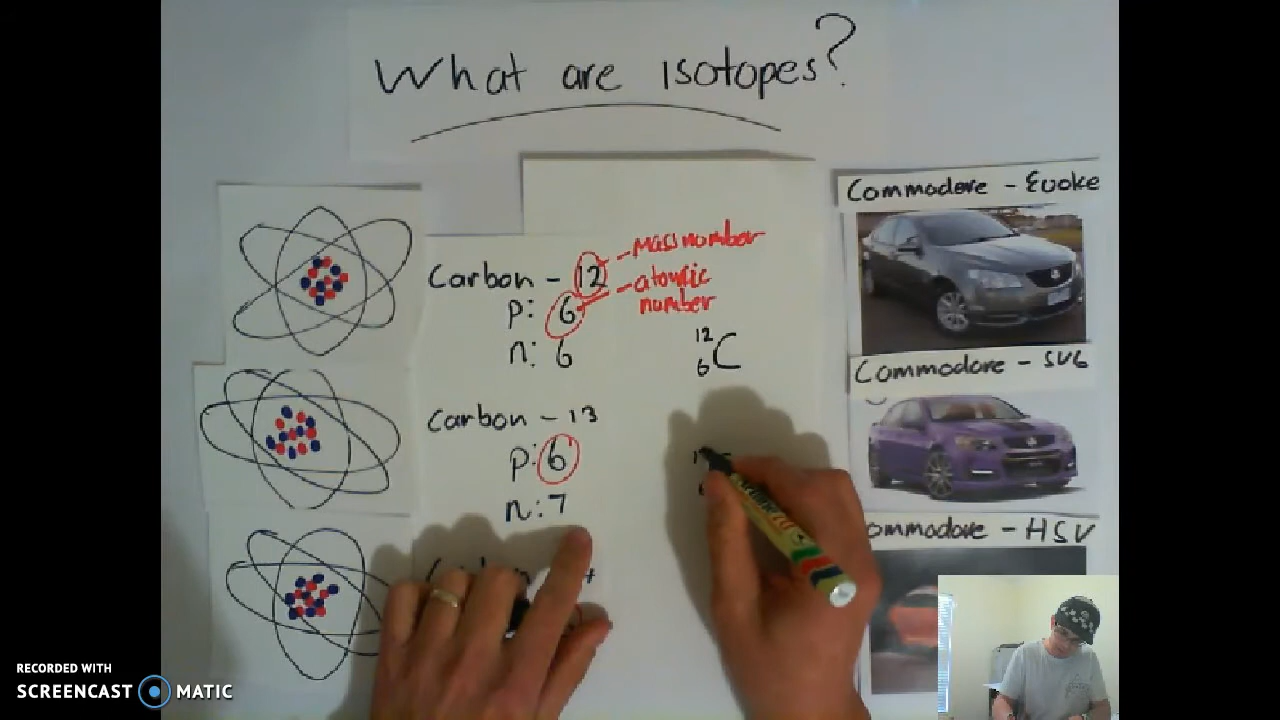 What are isotopes?
Carbon - 12
mass number
atomic
number
p: 6
n: 6
12
6 C
Carbon - 13
p: 6
n: 7
Commodore - Evoke
Commodore - SV6
ommodore - HSV
RECORDED WITH
SCREENCAST MATIC